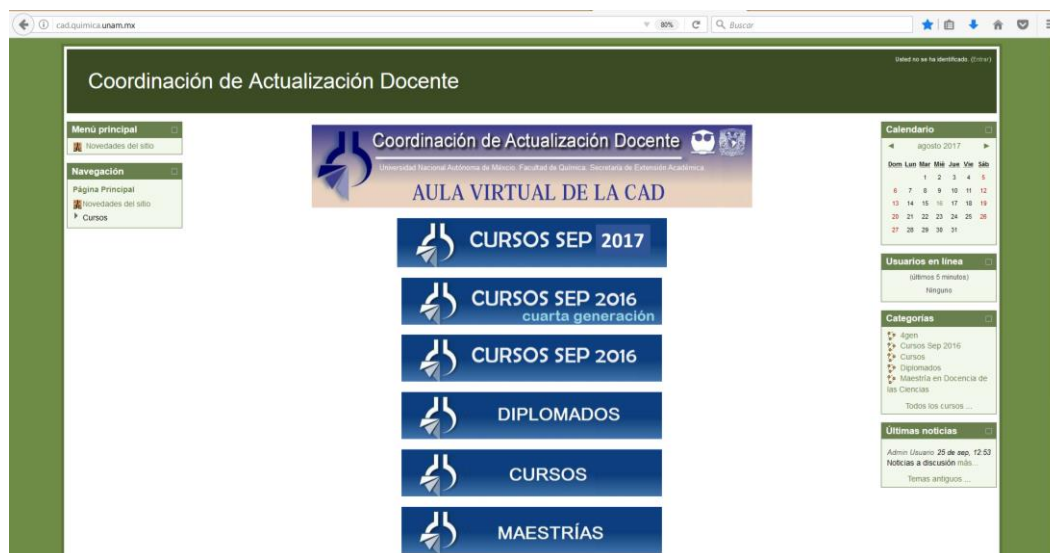 cad.quimica.unam.mx
80%
Buscar
Usted no se ha identificado. (Entrar)
Coordinación de Actualización Docente
Menú principal
Novedades del sitio
Navegación
Página Principal
Novedades del sitio
Cursos
Coordinación de Actualización Docente
Universidad Nacional Autónoma de México. Facultad de Química. Secretaría de Extensión Académica.
AULA VIRTUAL DE LA CAD
CURSOS SEP 2017
CURSOS SEP 2016
cuarta generación
CURSOS SEP 2016
DIPLOMADOS
CURSOS
MAESTRÍAS
Calendario
agosto 2017
Dom Lun Mar Mié Jue Vie Sáb
1 2 3 4 5
6 7 8 9 10 11 12
13 14 15 16 17 18 19
20 21 22 23 24 25 26
27 28 29 30 31
Usuarios en línea
(últimos 5 minutos)
Ninguno
Categorías
4gen
Cursos Sep 2016
Cursos
Diplomados
Maestría en Docencia de
las Ciencias
Todos los cursos ...
Últimas noticias
Admin Usuario 25 de sep, 12:53
Noticias a discusión más...
Temas antiguos ...